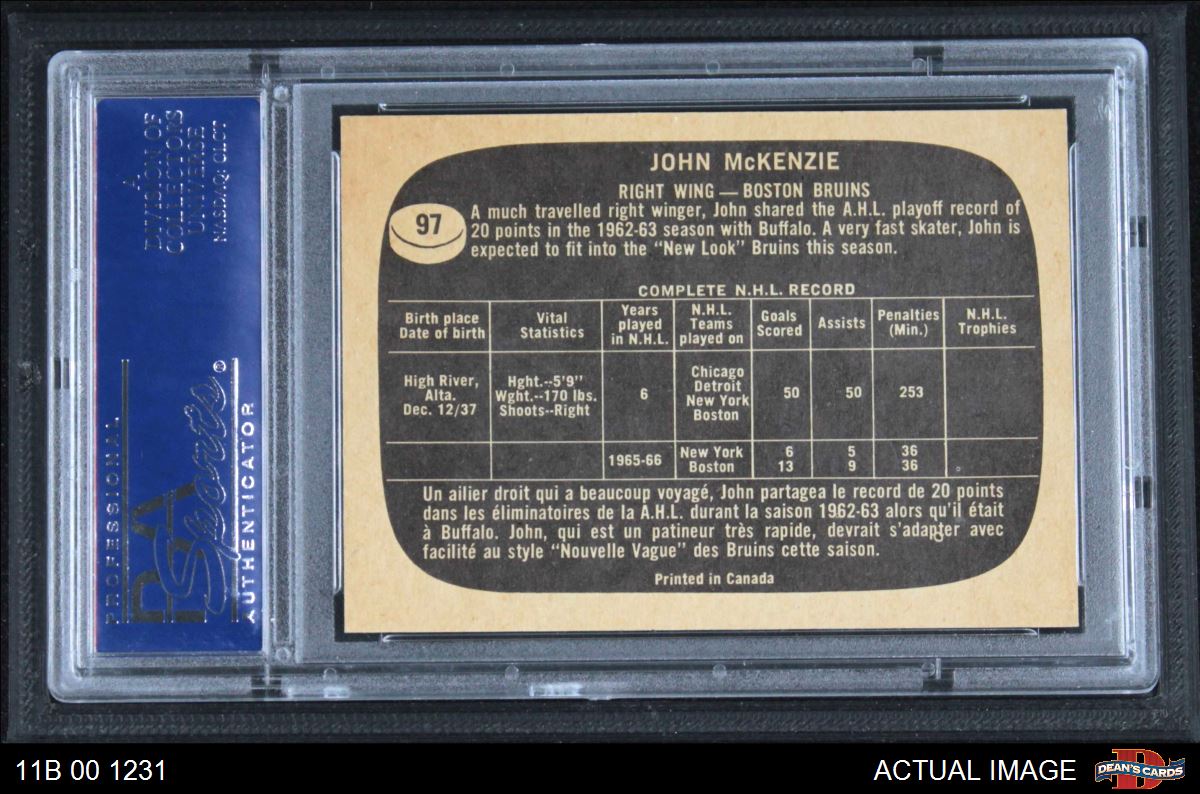 A
DIVISION OF
COLLECTORS
UNIVERSE
NASDAQ: CLCT
PROFESSIONAL
PSA
Sports®
AUTHENTICATOR
JOHN McKENZIE
RIGHT WING — BOSTON BRUINS
97
A much travelled right winger, John shared the A.H.L. playoff record of
20 points in the 1962-63 season with Buffalo. A very fast skater, John is
expected to fit into the "New Look" Bruins this season.
COMPLETE N.H.L. RECORD
Birth place
Date of birth
Vital
Statistics
Years
played
in N.H.L.
N.H.L.
Teams
played on
Goals
Scored
Assists
Penalties
(Min.)
N.H.L.
Trophies
High River,
Alta.
Dec. 12/37
Hght.--5'9"
Wght.--170 lbs.
Shoots--Right
6
Chicago
Detroit
New York
Boston
50
50
253
1965-66
New York
Boston
6
13
5
9
36
36
Un ailier droit qui a beaucoup voyagé, John partagea le record de 20 points
dans les éliminatoires de la A.H.L. durant la saison 1962-63 alors qu'il était
à Buffalo. John, qui est un patineur très rapide, devrait s'adapter avec
facilité au style "Nouvelle Vague" des Bruins cette saison.
Printed in Canada
11B 00 1231
ACTUAL IMAGE
D
DEAN'S CARDS